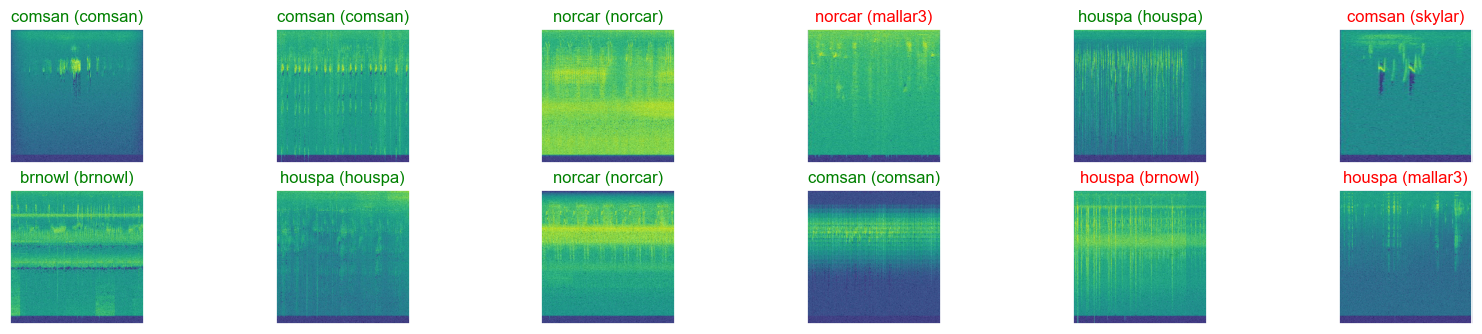 comsan (comsan) comsan (comsan) norcar (norcar) norcar (mallar3) houspa (houspa) comsan (skylar)
brnowl (brnowl) houspa (houspa) norcar (norcar) comsan (comsan) houspa (brnowl) houspa (mallar3)